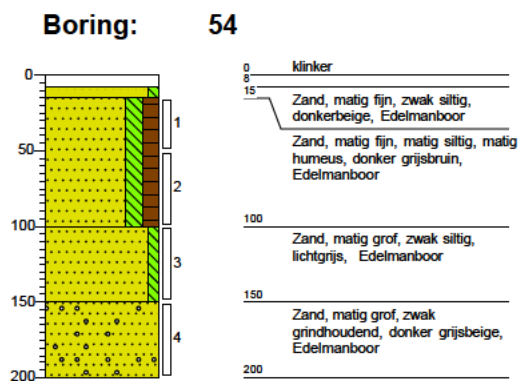 Boring: 54
0
50
100
150
200
1
2
3
4
0 klinker
8
15
Zand, matig fijn, zwak siltig,
donkerbeige, Edelmanboor
Zand, matig fijn, matig siltig, matig
humeus, donker grijsbruin,
Edelmanboor
100
Zand, matig grof, zwak siltig,
lichtgrijs, Edelmanboor
150
Zand, matig grof, zwak
grindhoudend, donker grijsbeige,
Edelmanboor
200